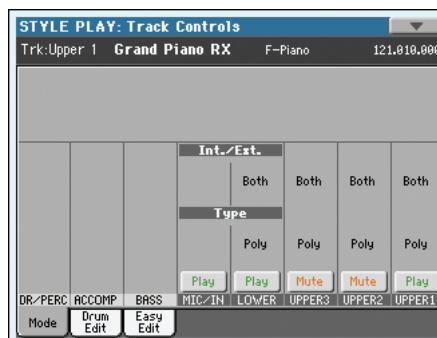 STYLE PLAY: Track Controls
Trk:Upper 1 Grand Piano RX F-Piano 121.010.000
Int./Ext.
Both Both Both Both
Type
Poly Poly Poly Poly
Play Play Mute Mute Play
DR/PERC ACCOMP BASS MIC/IN LOWER UPPER3 UPPER2 UPPER1
Mode Drum Edit Easy Edit